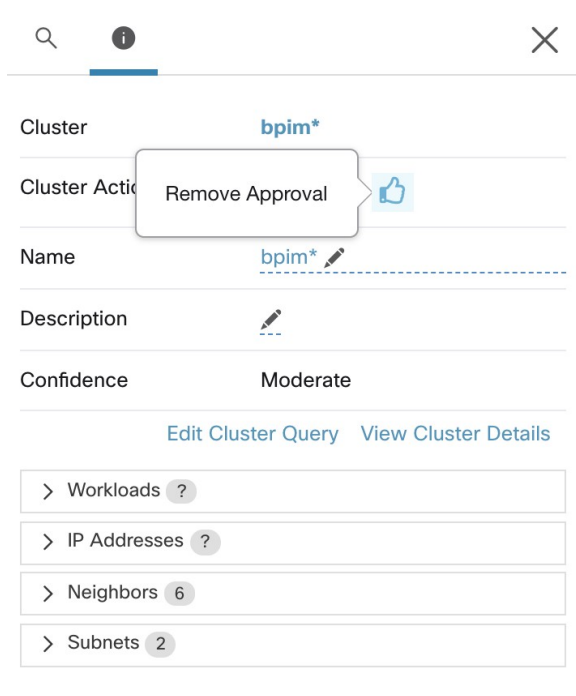 Cluster bpim*
Cluster Actio
Remove Approval
Name bpim*
Description
Confidence Moderate
Edit Cluster Query View Cluster Details
Workloads ?
IP Addresses ?
Neighbors 6
Subnets 2